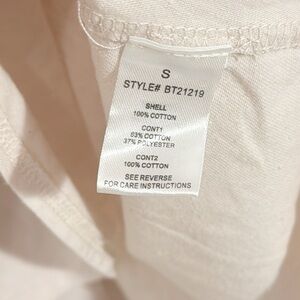 S
STYLE# BT21219
SHELL
100% COTTON
CONT1
63% COTTON
37% POLYESTER
CONT2
100% COTTON
SEE REVERSE
FOR CARE INSTRUCTIONS